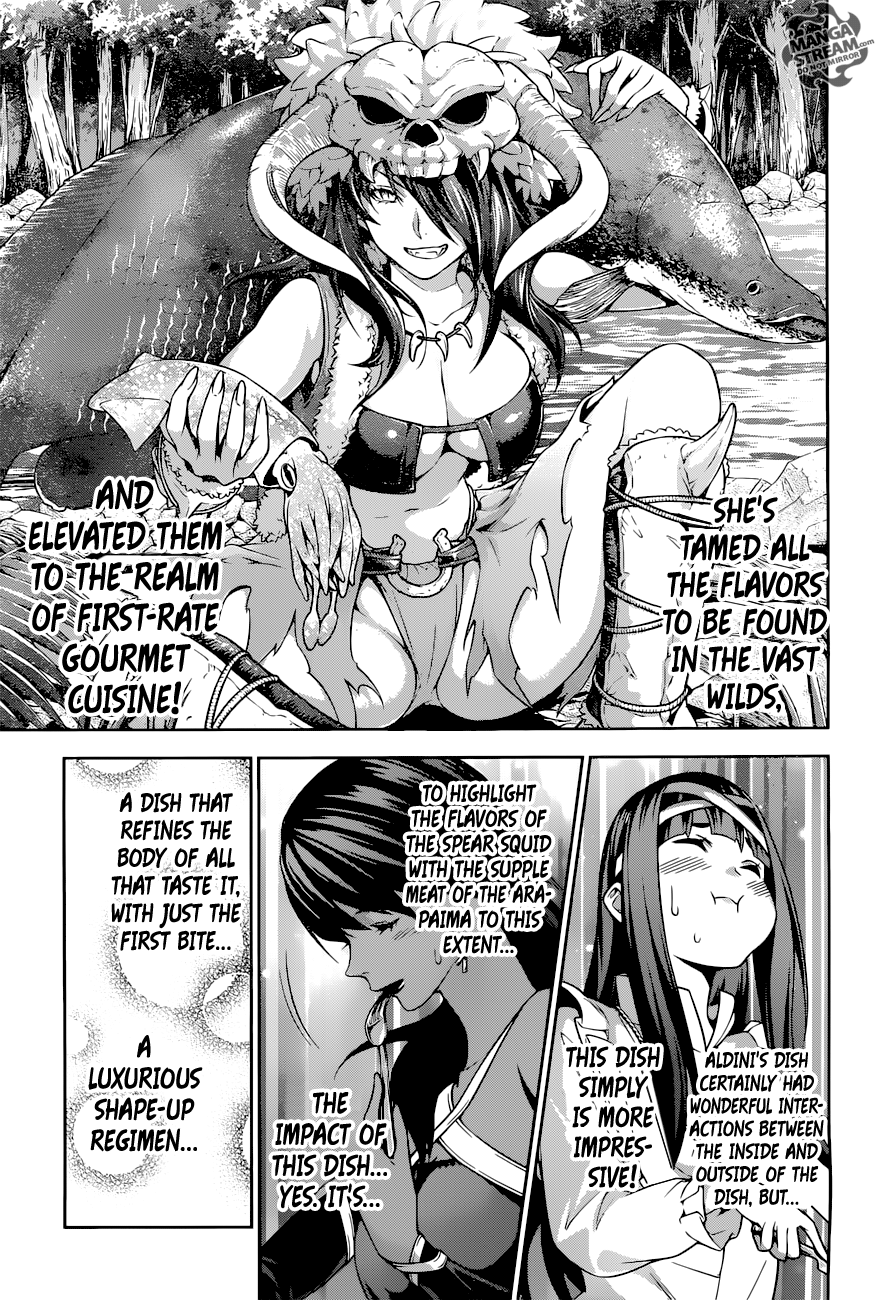 MANGA
STREAM.com
DO NOT MIRROR
SHE'S
TAMED ALL
THE FLAVORS
TO BE FOUND
IN THE VAST
WILDS,
AND
ELEVATED THEM
TO THE REALM
OF FIRST-RATE
GOURMET
CUISINE!
ALDINI'S DISH
CERTAINLY HAD
WONDERFUL INTER-
ACTIONS BETWEEN
THE INSIDE AND
OUTSIDE OF THE
DISH, BUT...
THIS DISH
SIMPLY
IS MORE
IMPRES-
SIVE!
TO HIGHLIGHT
THE FLAVORS OF
THE SPEAR SQUID
WITH THE SUPPLE
MEAT OF THE ARA-
PAIMA TO THIS
EXTENT...
THE
IMPACT OF
THIS DISH...
YES. IT'S...
A DISH THAT
REFINES THE
BODY OF ALL
THAT TASTE IT,
WITH JUST THE
FIRST BITE...
A
LUXURIOUS
SHAPE-UP
REGIMEN...